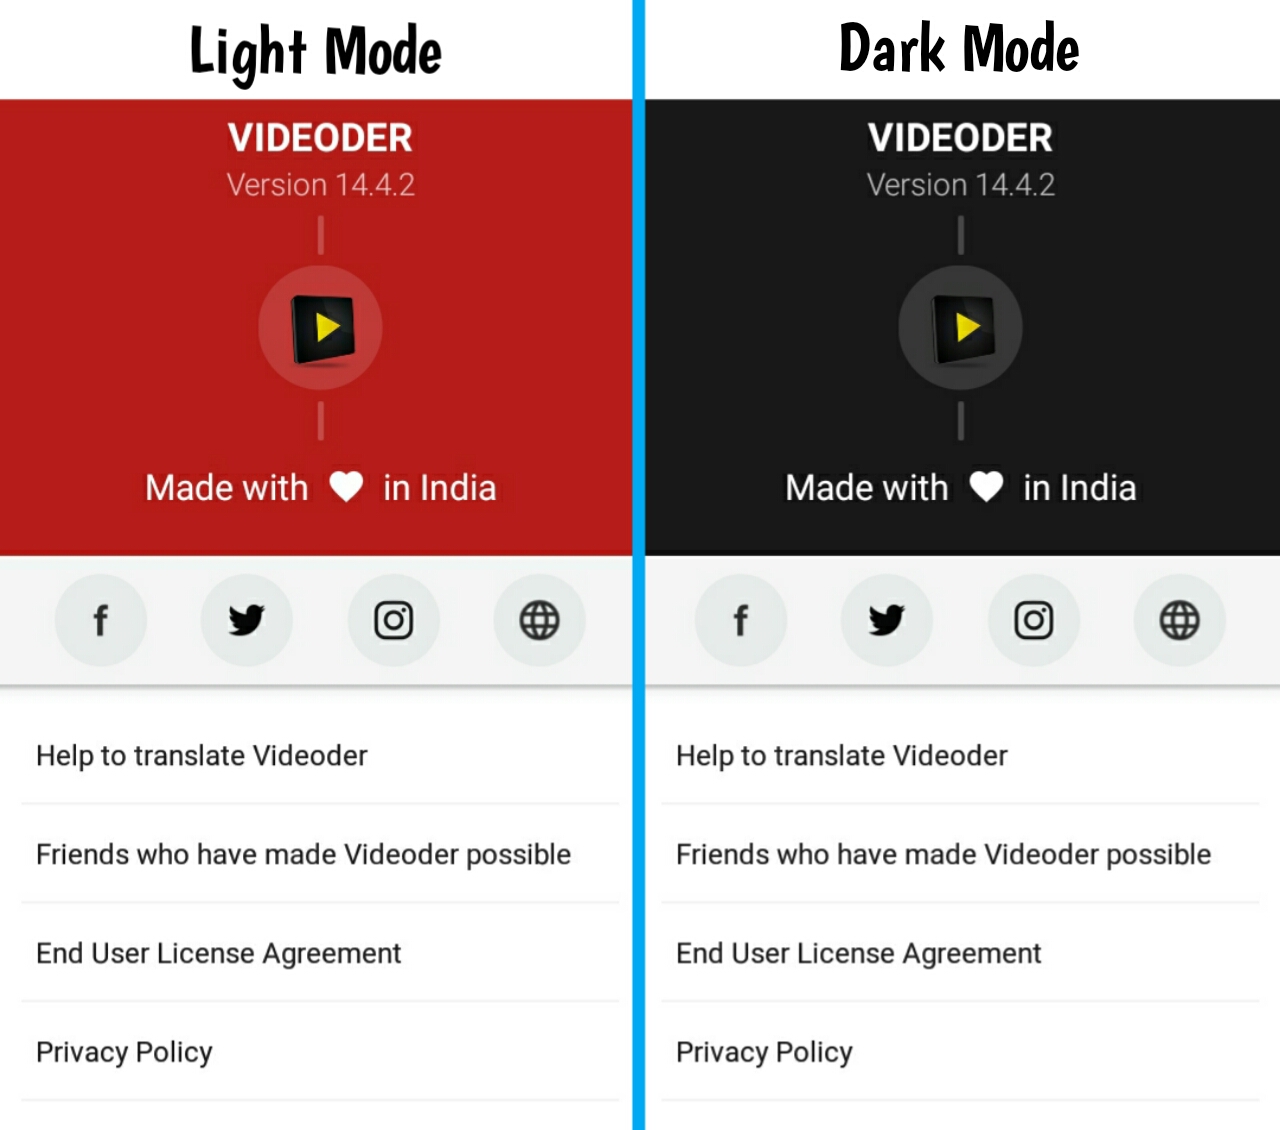 Light Mode
VIDEODER
Version 14.4.2
Made with in India
f
Help to translate Videoder
Friends who have made Videoder possible
End User License Agreement
Privacy Policy
Dark Mode
VIDEODER
Version 14.4.2
Made with in India
f
Help to translate Videoder
Friends who have made Videoder possible
End User License Agreement
Privacy Policy